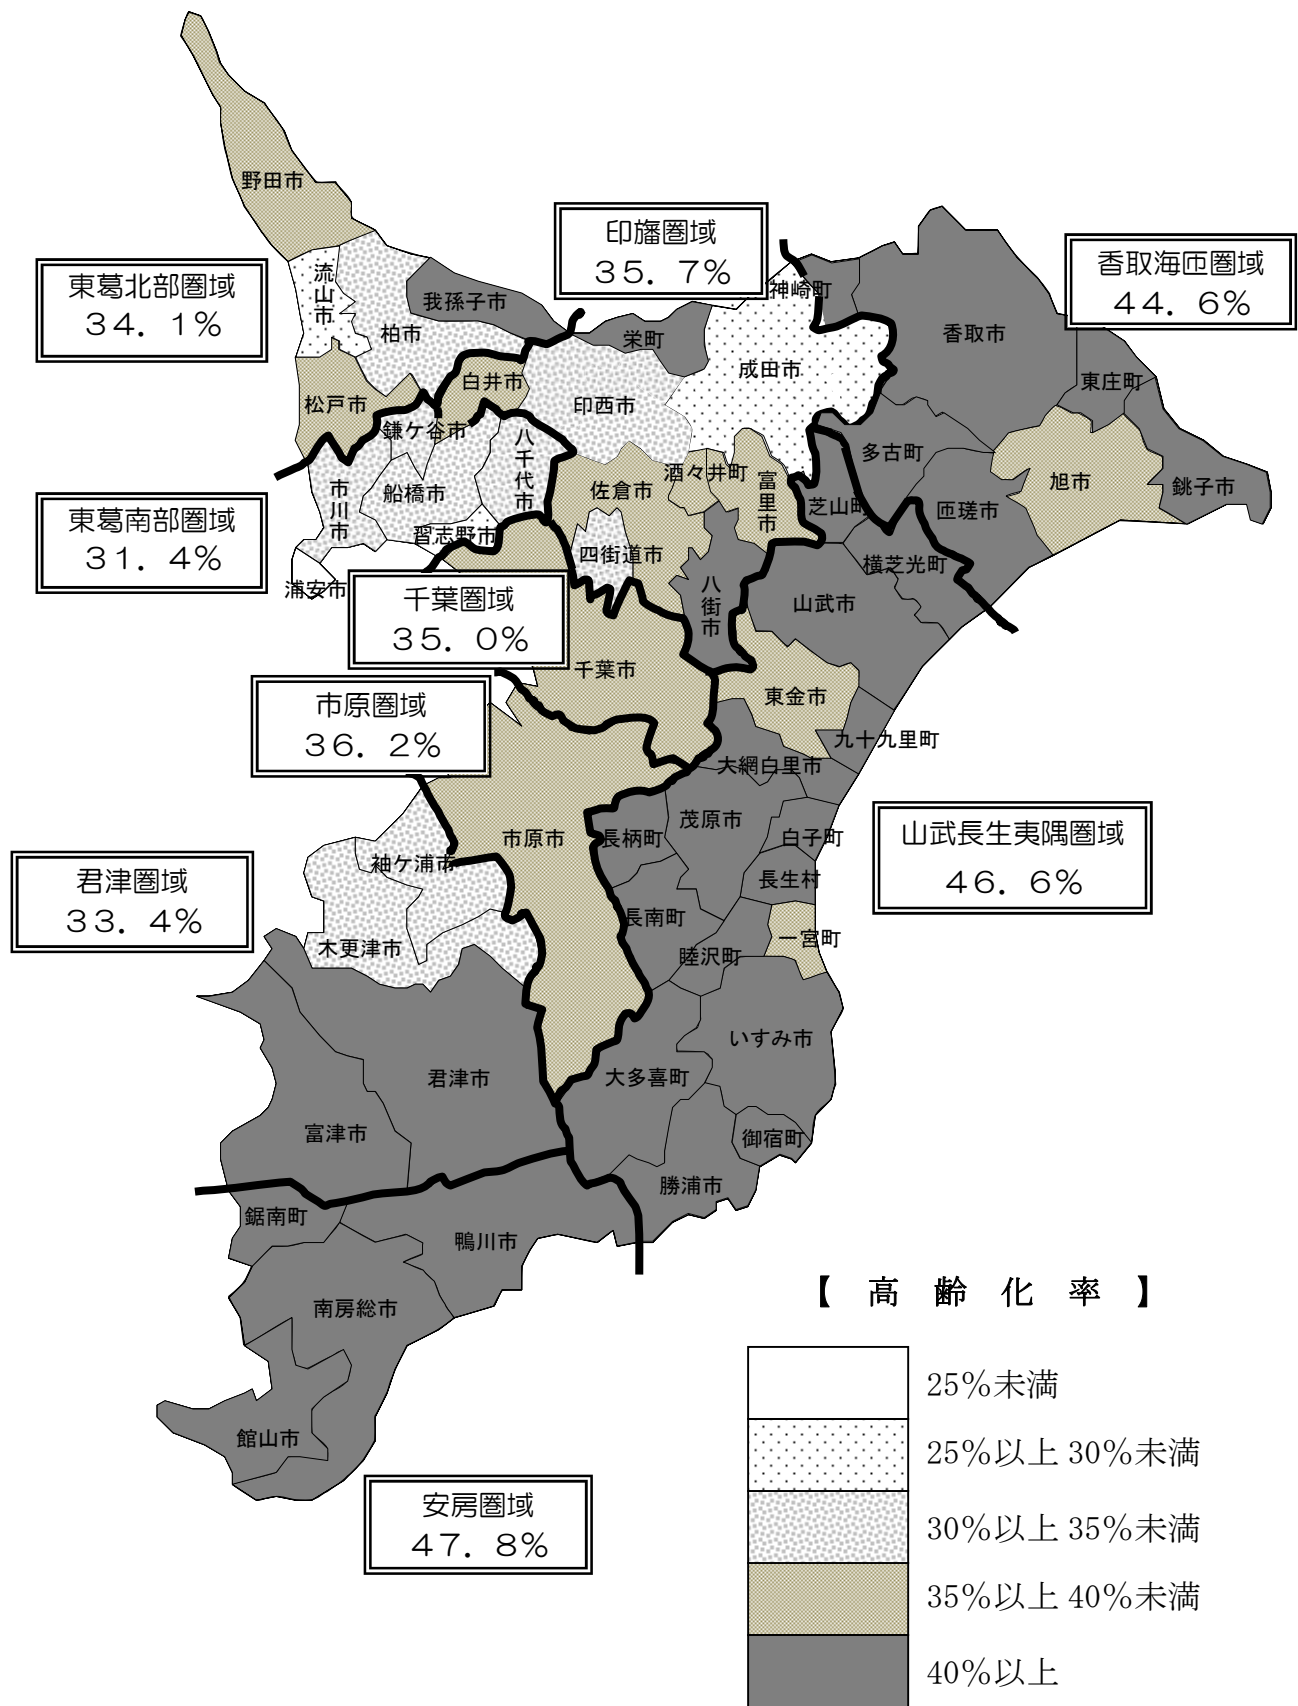 野田市
印旛圏域
35.7%
香取海匝圏域
44.6%
東葛北部圏域
34.1%
流山市
柏市
我孫子市
神崎町
香取市
栄町
成田市
東庄町
白井市
印西市
松戸市
鎌ケ谷市
八千代市
酒々井町
富里市
多古町
旭市
銚子市
佐倉市
船橋市
市川市
芝山町
匝瑳市
東葛南部圏域
31.4%
習志野市
四街道市
横芝光町
浦安市
八街市
山武市
千葉圏域
35.0%
千葉市
東金市
市原圏域
36.2%
九十九里町
大網白里市
市原市
長柄町
茂原市
白子町
山武長生夷隅圏域
46.6%
袖ケ浦市
長生村
君津圏域
33.4%
木更津市
長南町
睦沢町
一宮町
いすみ市
君津市
大多喜町
富津市
御宿町
勝浦市
鋸南町
鴨川市
南房総市
館山市
安房圏域
47.8%
【 高 齢 化 率 】
25%未満
25%以上 30%未満
30%以上 35%未満
35%以上 40%未満
40%以上